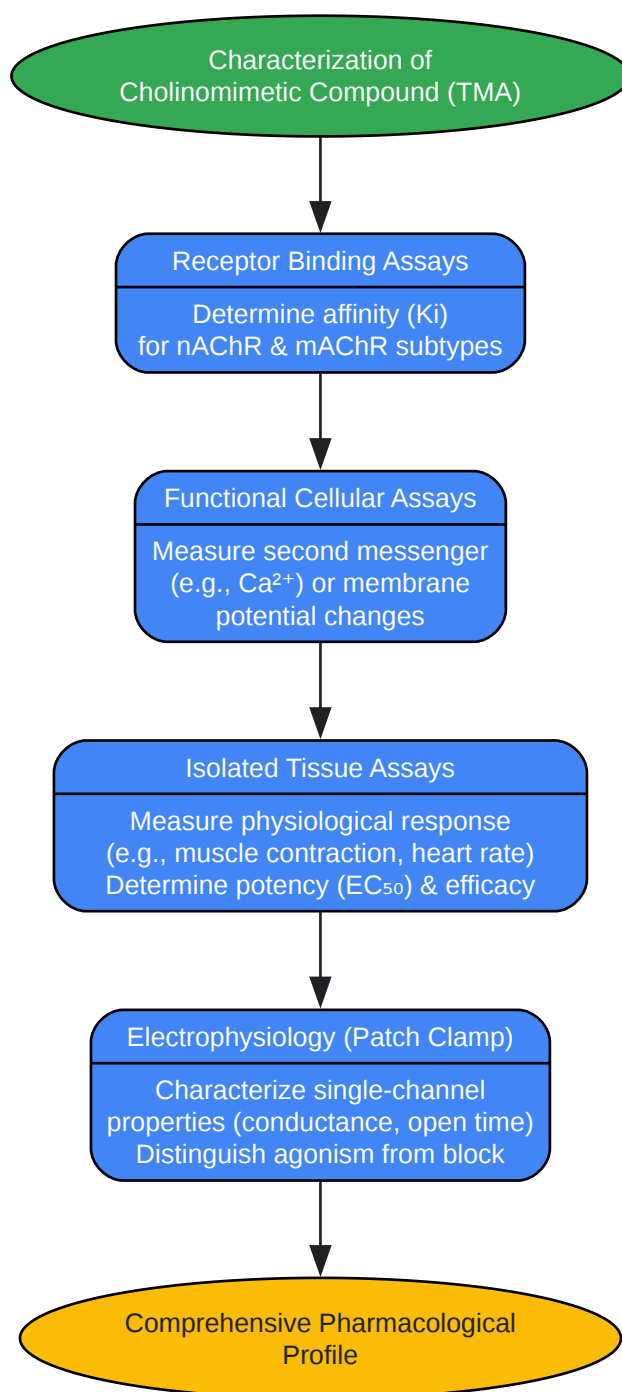 Characterization of
Cholinomimetic Compound (TMA)
Receptor Binding Assays
Determine affinity (Ki)
for nAChR & mAChR subtypes
Functional Cellular Assays
Measure second messenger
(e.g., Ca²⁺) or membrane
potential changes
Isolated Tissue Assays
Measure physiological response
(e.g., muscle contraction, heart rate)
Determine potency (EC₅₀) & efficacy
Electrophysiology (Patch Clamp)
Characterize single-channel
properties (conductance, open time)
Distinguish agonism from block
Comprehensive Pharmacological
Profile